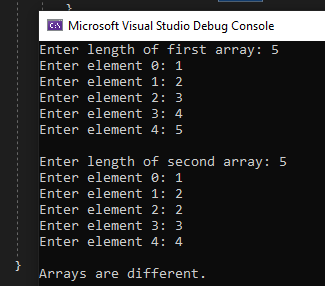 }
Microsoft Visual Studio Debug Console
Enter length of first array: 5
Enter element 0: 1
Enter element 1: 2
Enter element 2: 3
Enter element 3: 4
Enter element 4: 5
Enter length of second array: 5
Enter element 0: 1
Enter element 1: 2
Enter element 2: 2
Enter element 3: 3
Enter element 4: 4
}
Arrays are different.